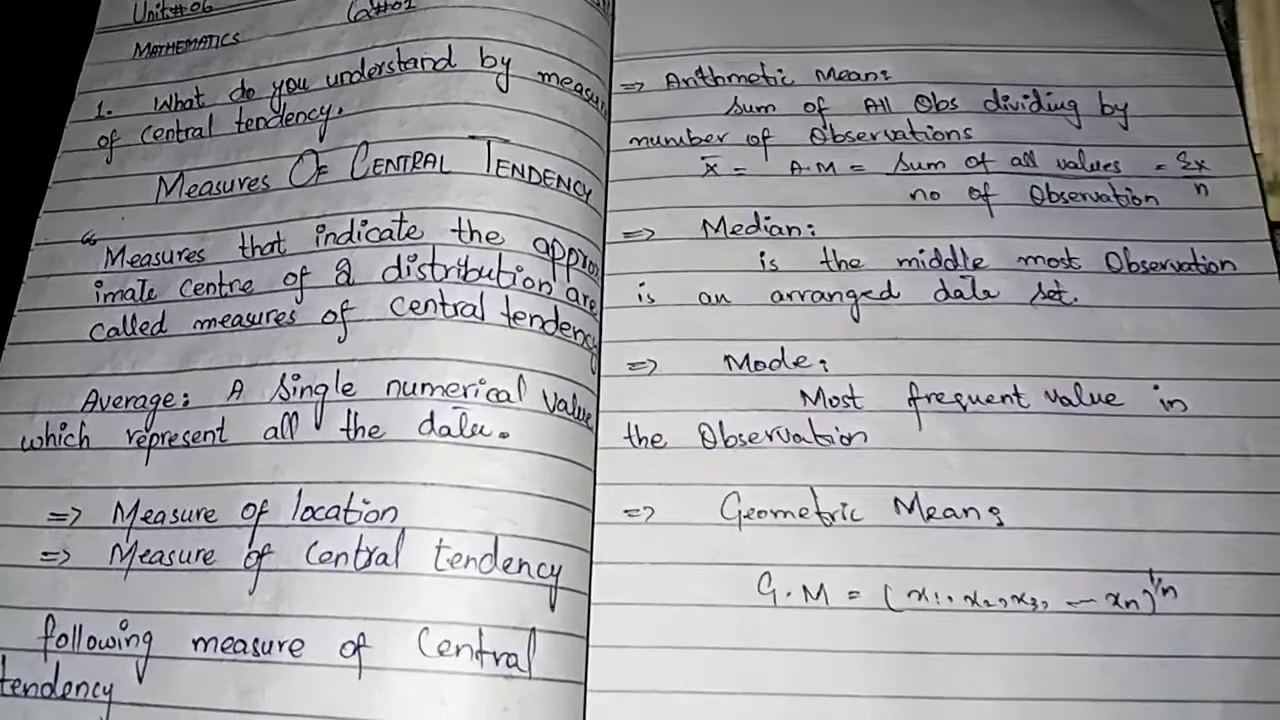 Unit#06 Q#02
MATHEMATICS
1. What do you understand by measu
of central tendency.
MEASURES OF CENTRAL TENDENCY
“Measures that indicate the approx
imate centre of a distribution are
called measures of central tendency
Average: A single numerical value
which represent all the data.
=> Measure of location
=> Measure of central tendency
following measure of Central
tendency
=> Arithmetic Mean:
Sum of All Obs dividing by
number of Observations
x̄ = A.M = Sum of all values = Σx
no of Observation n
=> Median:
is the middle most Observation
is an arranged data set.
=> Mode:
Most frequent value in
the Observation
=> Geometric Mean:
G.M = (x1, x2, x3, — xn)^1/n